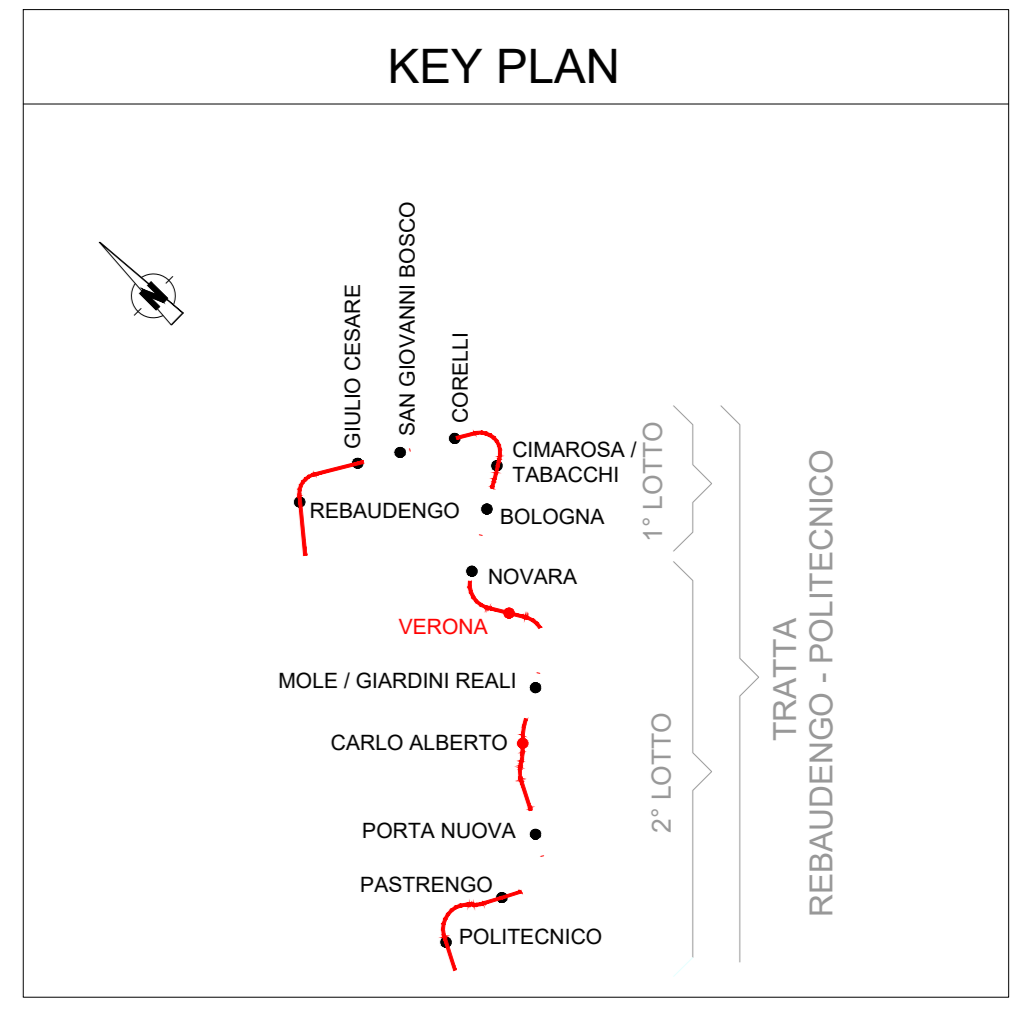 KEY PLAN
N
GIULIO CESARE
SAN GIOVANNI BOSCO
CORELLI
CIMAROSA /
TABACCHI
REBAUDENGO
BOLOGNA
NOVARA
VERONA
MOLE / GIARDINI REALI
CARLO ALBERTO
PORTA NUOVA
PASTRENGO
POLITECNICO
1° LOTTO
2° LOTTO
TRATTA
REBAUDENGO - POLITECNICO